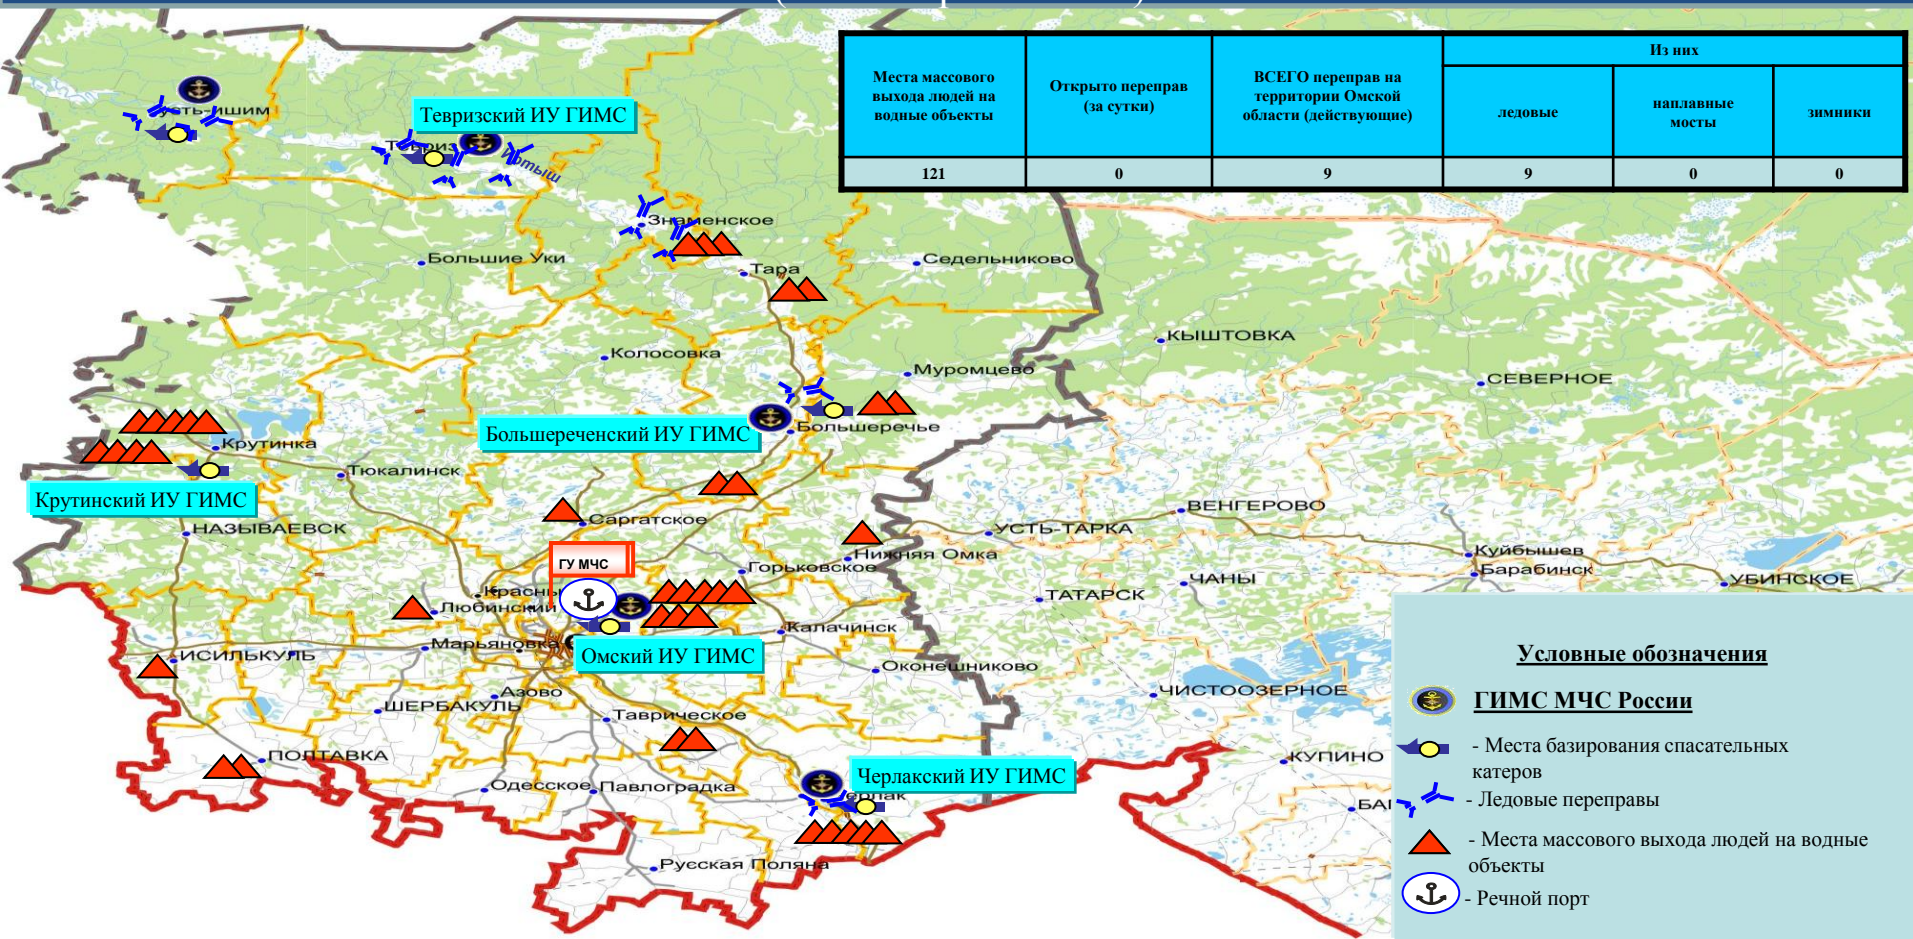 Из них
Места массового
выхода людей на
водные объекты
Открыто переправ
(за сутки)
ВСЕГО переправ на
территории Омской
области (действующие)
ледовые
наплавные
мосты
зимники
121
0
9
9
0
0
Тевризский ИУ ГИМС
Иртыш
Знаменское
Большие Уки
Тара
Седельниково
КЫШТОВКА
Колосовка
Муромцево
СЕВЕРНОЕ
Большереченский ИУ ГИМС
Большеречье
Крутинка
Тюкалинск
Крутинский ИУ ГИМС
НАЗЫВАЕВСК
Саргатское
ВЕНГЕРОВО
УСТЬ-ТАРКА
Нижняя Омка
Куйбышев
Барабинск
ГУ МЧС
Горьковское
ЧАНЫ
УБИНСКОЕ
Любинский
ТАТАРСК
Марьяновка
Калачинск
ИСИЛЬКУЛЬ
Омский ИУ ГИМС
Оконешниково
Азово
ЧИСТООЗЕРНОЕ
ШЕРБАКУЛЬ
Таврическое
ПОЛТАВКА
КУПИНО
Черлакский ИУ ГИМС
Одесское
Павлоградка
Русская Поляна
Условные обозначения
ГИМС МЧС России
- Места базирования спасательных
катеров
- Ледовые переправы
- Места массового выхода людей на водные
объекты
- Речной порт